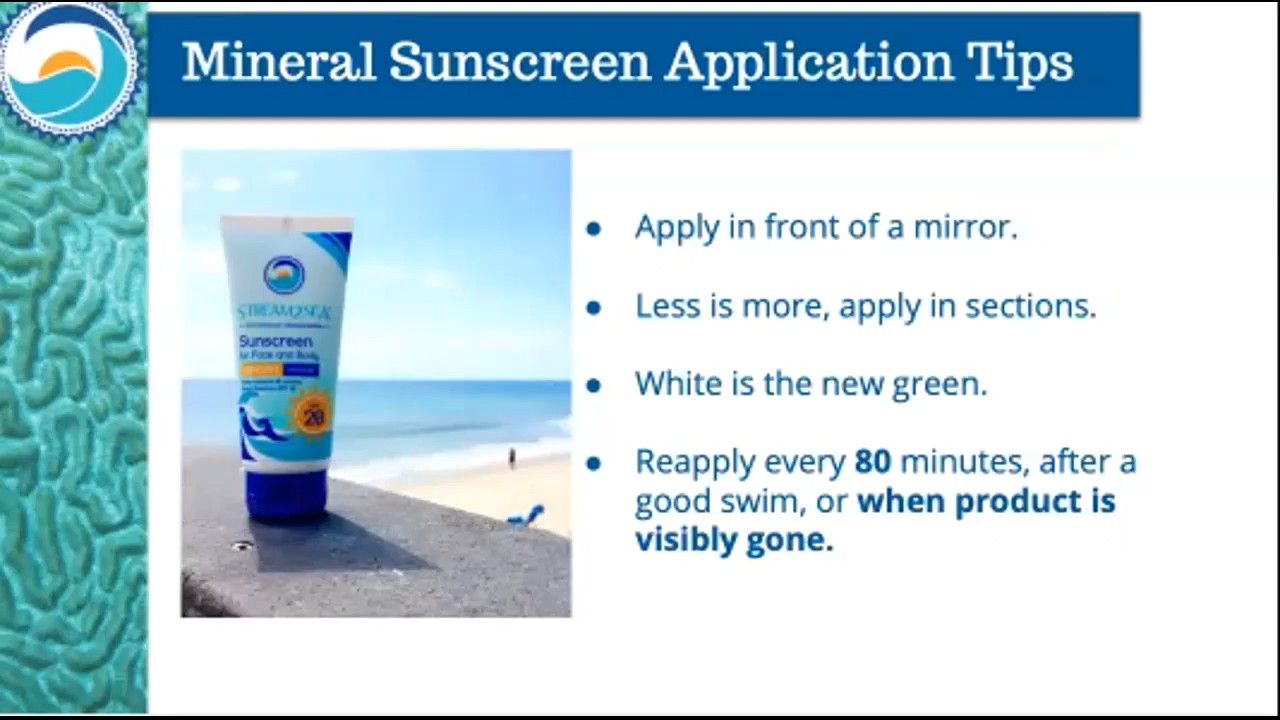 Mineral Sunscreen Application Tips
STREAM2SEA
Sunscreen
for Face and Body
20
● Apply in front of a mirror.
● Less is more, apply in sections.
● White is the new green.
● Reapply every 80 minutes, after a
good swim, or when product is
visibly gone.